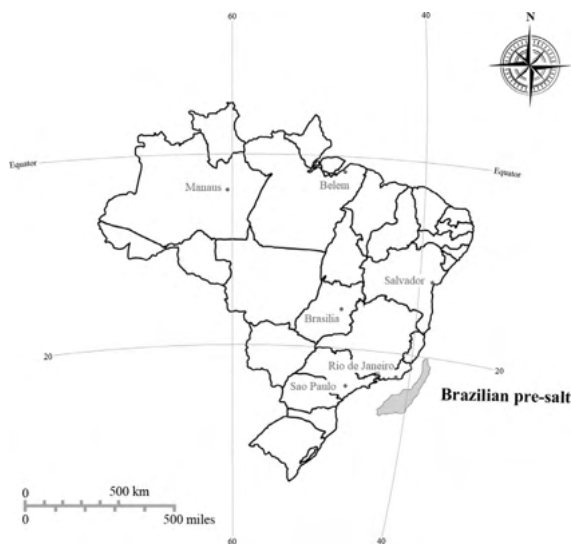 60
40
N
Equator
Equator
Manaus
Belem
Salvador
Brasilia
20
Rio de Janeiro
20
Sao Paulo
Brazilian pre-salt
0
500 km
0
500 miles
60
40